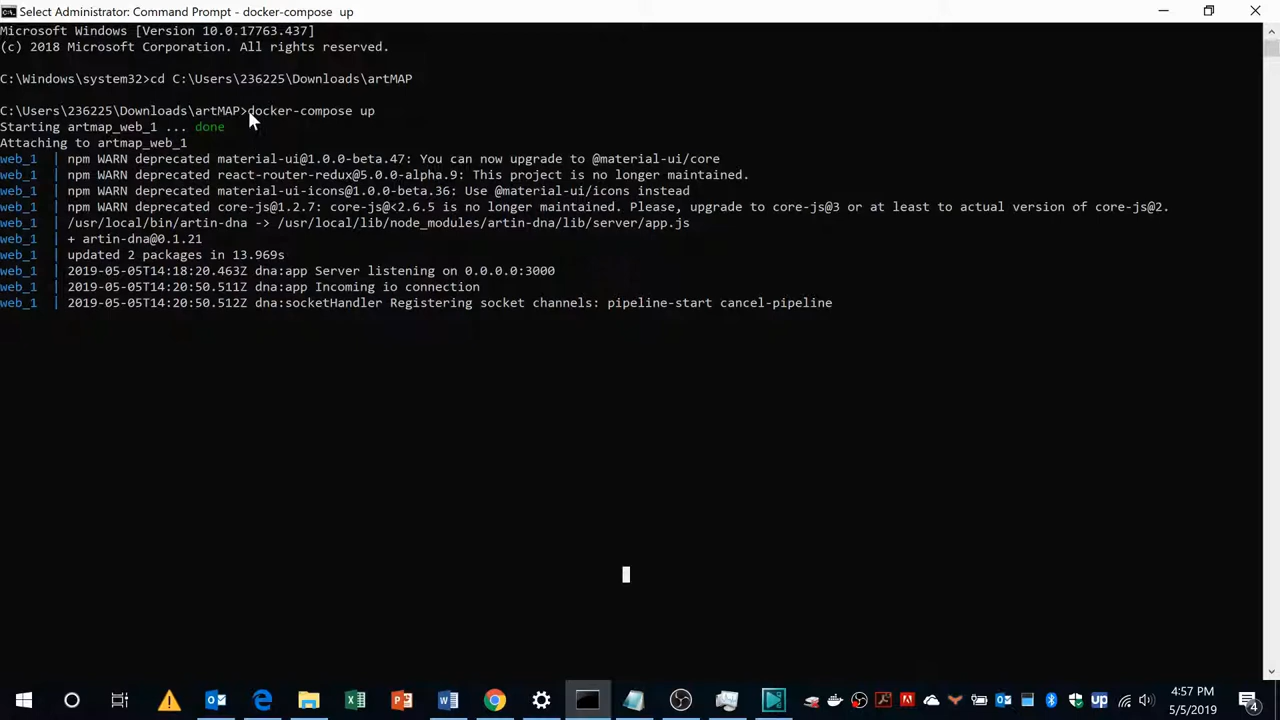 Select Administrator: Command Prompt - docker-compose  up
Microsoft Windows [Version 10.0.17763.437]
(c) 2018 Microsoft Corporation. All rights reserved.
C:\Windows\system32>cd C:\Users\236225\Downloads\artMAP
C:\Users\236225\Downloads\artMAP>docker-compose up
Starting artmap_web_1 ... done
Attaching to artmap_web_1
web_1  | npm WARN deprecated material-ui@1.0.0-beta.47: You can now upgrade to @material-ui/core
web_1  | npm WARN deprecated react-router-redux@5.0.0-alpha.9: This project is no longer maintained.
web_1  | npm WARN deprecated material-ui-icons@1.0.0-beta.36: Use @material-ui/icons instead
web_1  | npm WARN deprecated core-js@1.2.7: core-js@<2.6.5 is no longer maintained. Please, upgrade to core-js@3 or at least to actual version of core-js@2.
web_1  | /usr/local/bin/artin-dna -> /usr/local/lib/node_modules/artin-dna/lib/server/app.js
web_1  | + artin-dna@0.1.21
web_1  | updated 2 packages in 13.969s
web_1  | 2019-05-05T14:18:20.463Z dna:app Server listening on 0.0.0.0:3000
web_1  | 2019-05-05T14:20:50.511Z dna:app Incoming io connection
web_1  | 2019-05-05T14:20:50.512Z dna:socketHandler Registering socket channels: pipeline-start cancel-pipeline
4:57 PM
5/5/2019
4